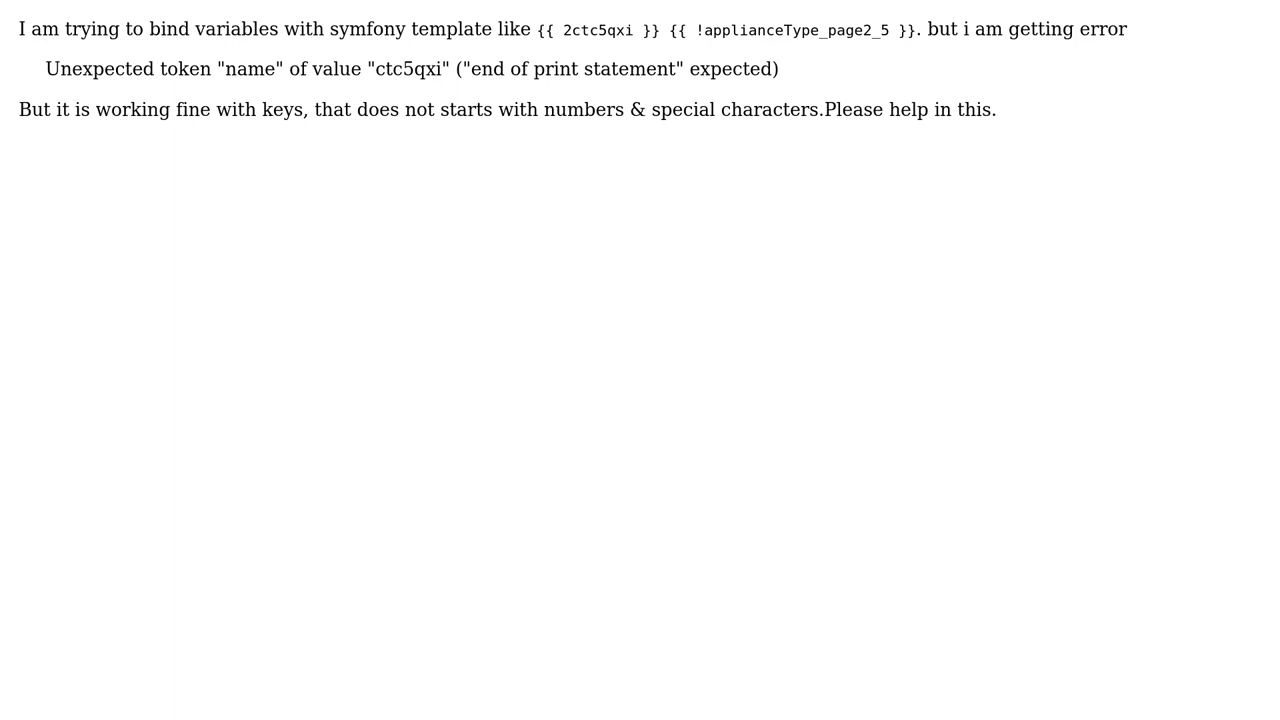 I am trying to bind variables with symfony template like {{ 2ctc5qxi }} {{ !applianceType_page2_5 }}. but i am getting error
Unexpected token "name" of value "ctc5qxi" ("end of print statement" expected)
But it is working fine with keys, that does not starts with numbers & special characters.Please help in this.